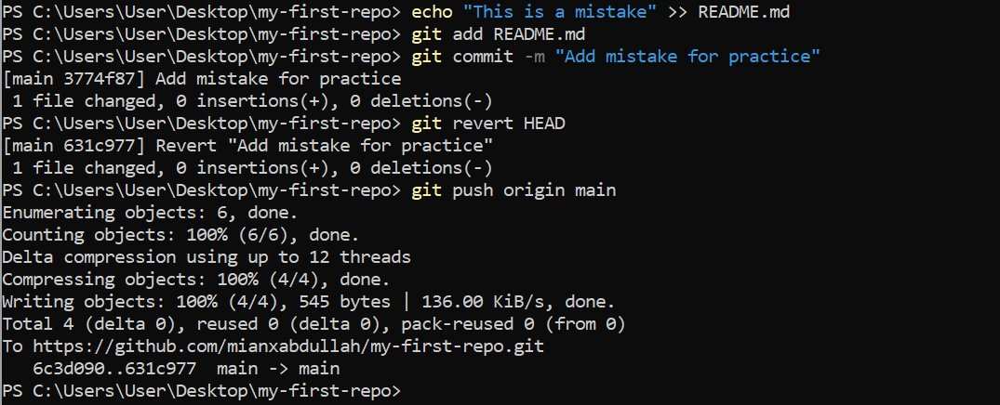 PS C:\Users\User\Desktop\my-first-repo> echo "This is a mistake" >> README.md
PS C:\Users\User\Desktop\my-first-repo> git add README.md
PS C:\Users\User\Desktop\my-first-repo> git commit -m "Add mistake for practice"
[main 3774f87] Add mistake for practice
 1 file changed, 0 insertions(+), 0 deletions(-)
PS C:\Users\User\Desktop\my-first-repo> git revert HEAD
[main 631c977] Revert "Add mistake for practice"
 1 file changed, 0 insertions(+), 0 deletions(-)
PS C:\Users\User\Desktop\my-first-repo> git push origin main
Enumerating objects: 6, done.
Counting objects: 100% (6/6), done.
Delta compression using up to 12 threads
Compressing objects: 100% (4/4), done.
Writing objects: 100% (4/4), 545 bytes | 136.00 KiB/s, done.
Total 4 (delta 0), reused 0 (delta 0), pack-reused 0 (from 0)
To https://github.com/mianxabdullah/my-first-repo.git
   6c3d090..631c977  main -> main
PS C:\Users\User\Desktop\my-first-repo>